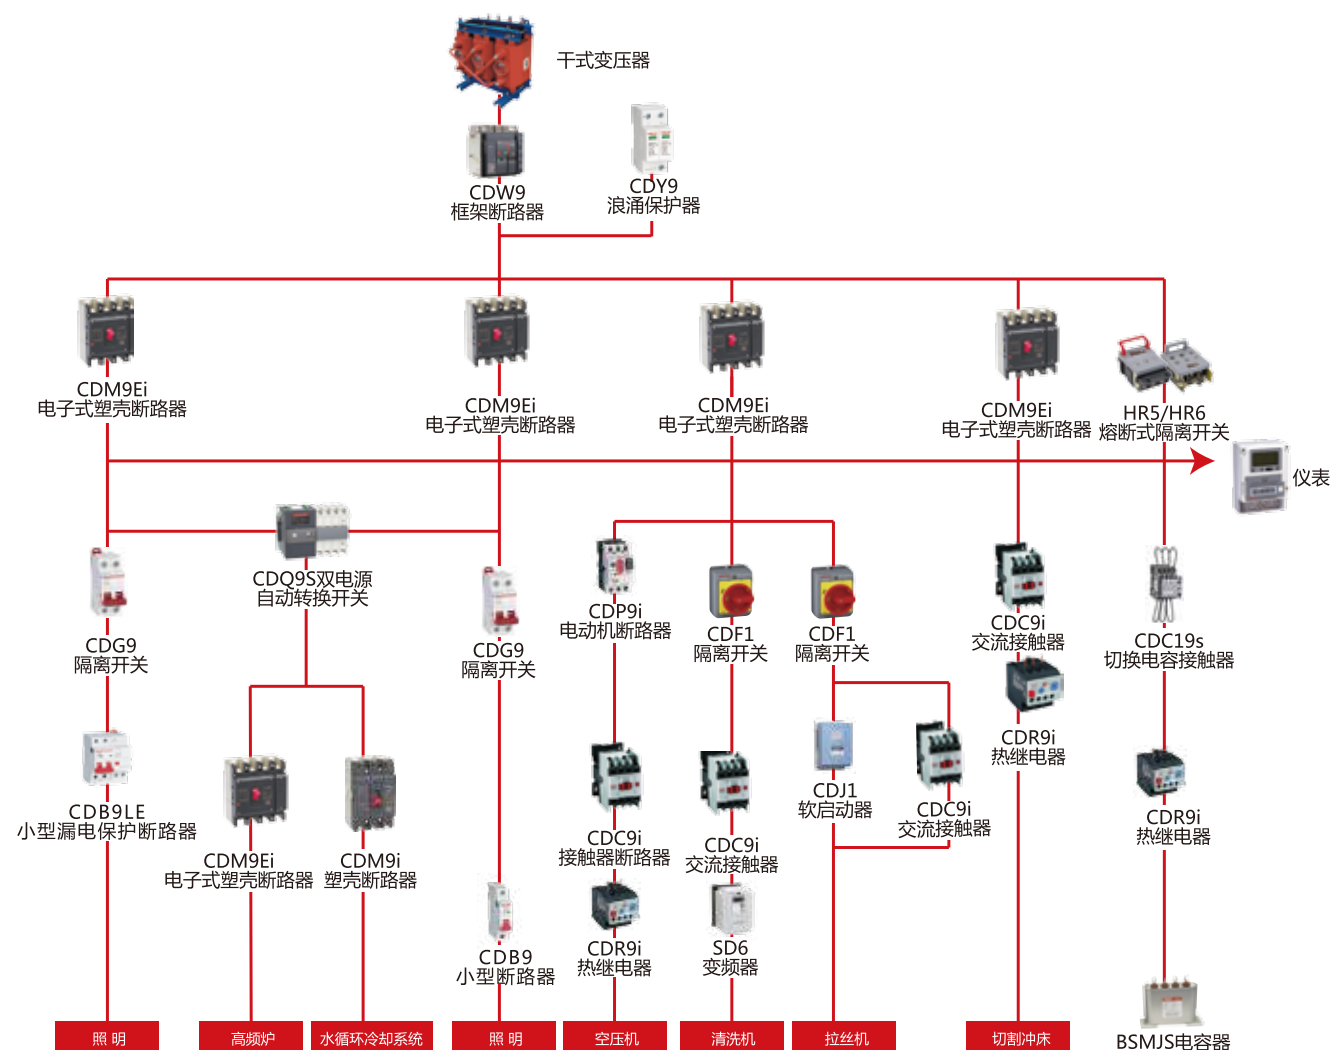 干式变压器
CDW9
框架断路器
CDY9
浪涌保护器
CDM9Ei
电子式塑壳断路器
CDM9Ei
电子式塑壳断路器
CDM9Ei
电子式塑壳断路器
CDM9Ei
电子式塑壳断路器
HR5/HR6
熔断式隔离开关
仪表
CDQ9S双电源
自动转换开关
CDG9
隔离开关
CDG9
隔离开关
CDP9i
电动机断路器
CDF1
隔离开关
CDF1
隔离开关
CDC9i
交流接触器
CDC19s
切换电容接触器
CDR9i
热继电器
CDB9LE
小型漏电保护断路器
CDM9Ei
电子式塑壳断路器
CDM9i
塑壳断路器
CDC9i
接触器断路器
CDC9i
交流接触器
CDJ1
软启动器
CDC9i
交流接触器
CDR9i
热继电器
CDB9
小型断路器
CDR9i
热继电器
SD6
变频器
照 明
高频炉
水循环冷却系统
照 明
空压机
清洗机
拉丝机
切割冲床
BSMJS电容器